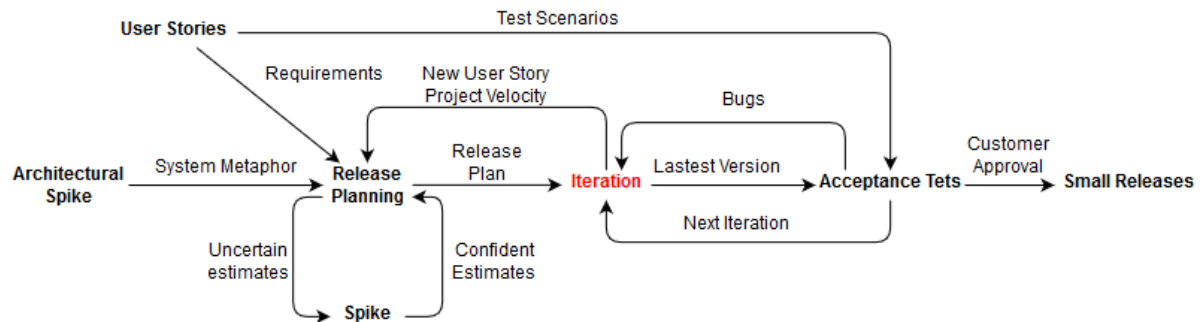 Test Scenarios
User Stories
Requirements
New User Story
Project Velocity
Bugs
Architectural
Spike
System Metaphor
Release
Planning
Release
Plan
Iteration
Lastest Version
Acceptance Tets
Customer
Approval
Small Releases
Next Iteration
Uncertain
estimates
Confident
Estimates
Spike